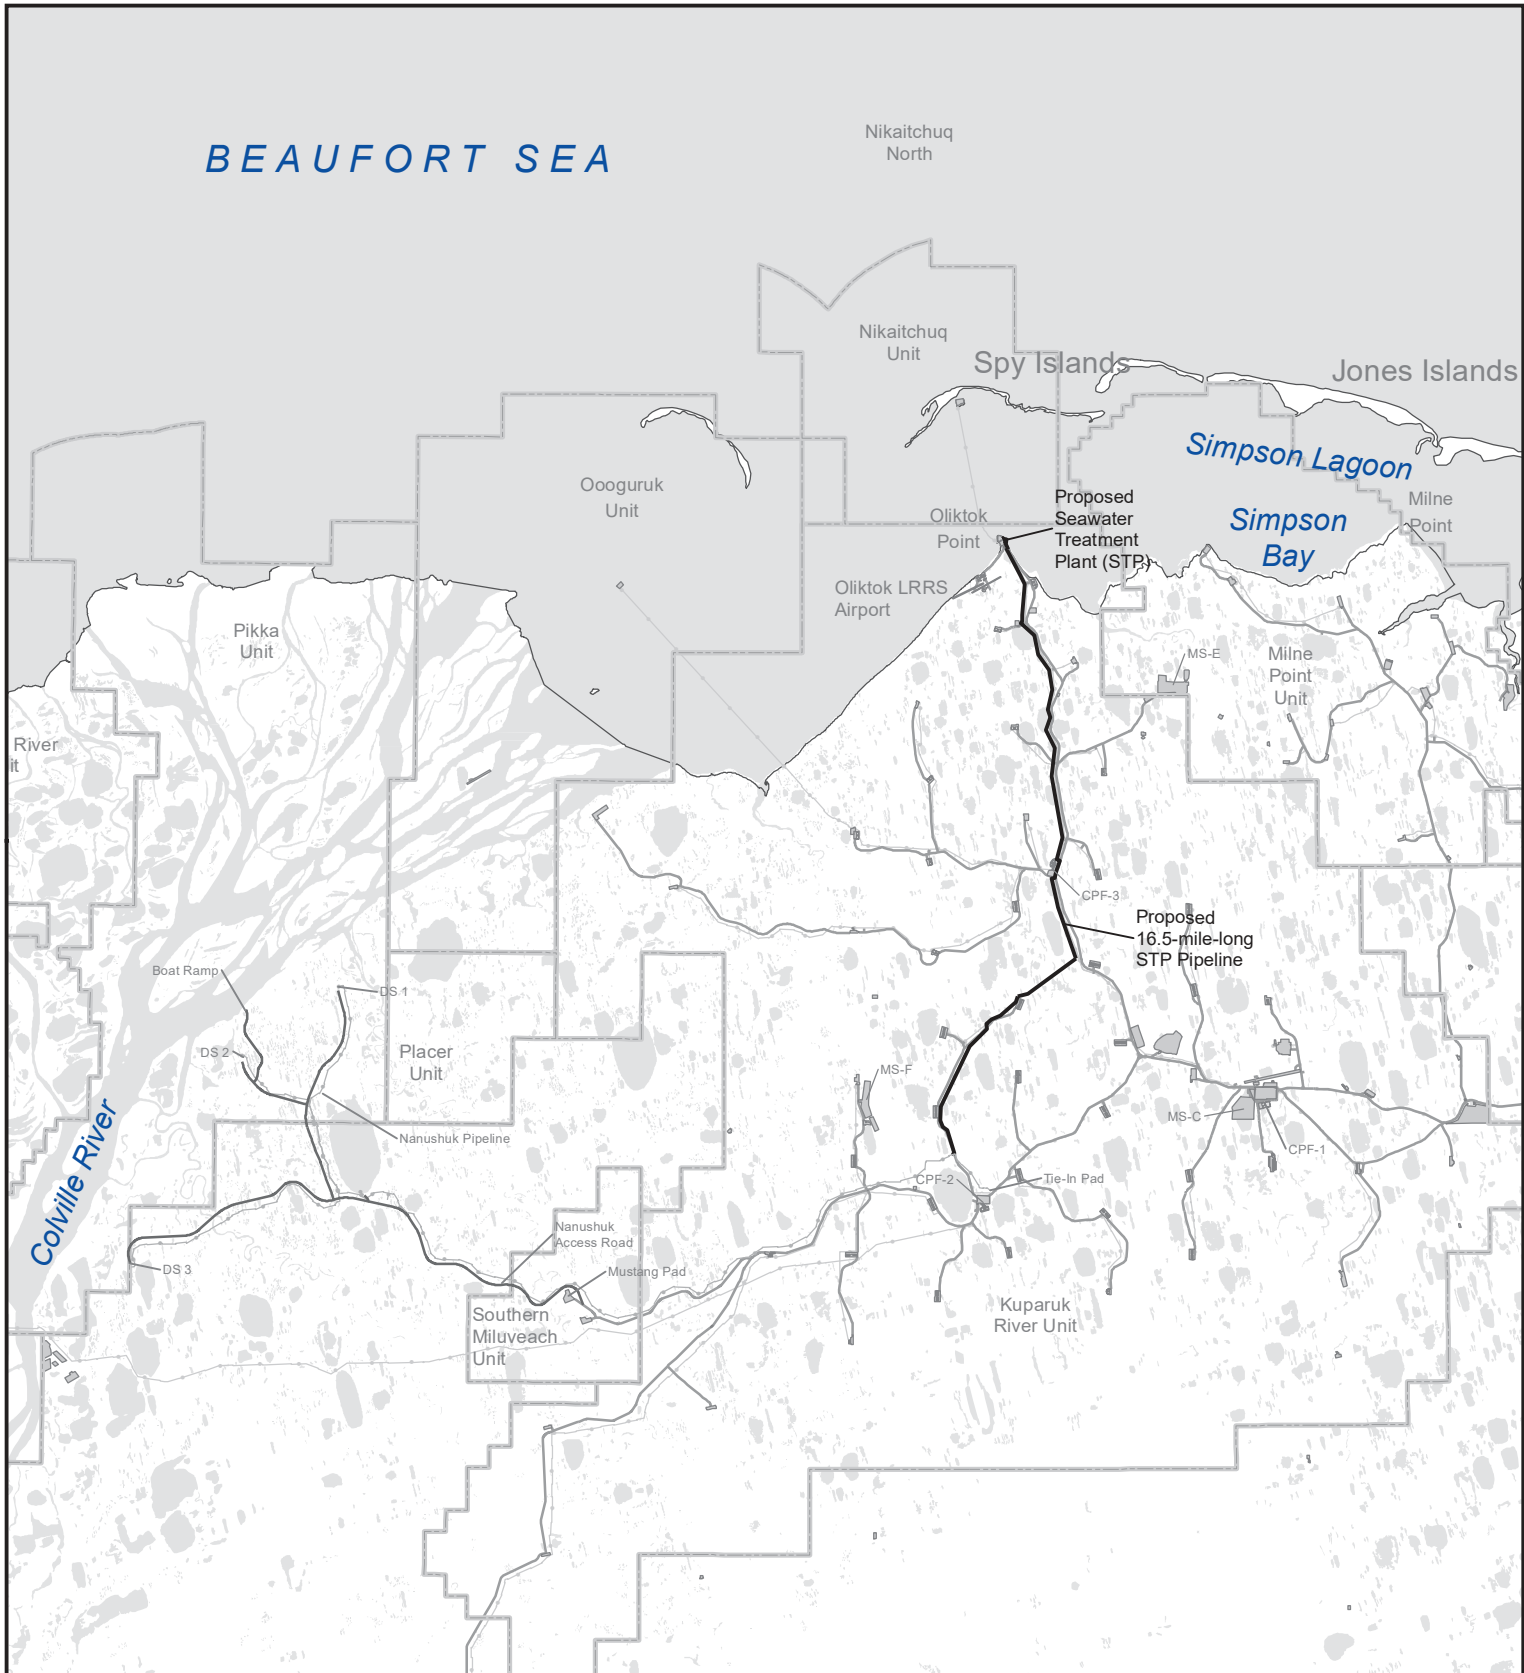 BEAUFORT SEA
Nikaitchuq
North
Nikaitchuq
Unit
Spy Islands
Jones Islands
Simpson Lagoon
Oooguruk
Unit
Proposed
Seawater
Treatment
Plant (STP)
Oliktok
Point
Simpson
Bay
Milne
Point
Oliktok LRRS
Airport
Pikka
Unit
MS-E
Milne
Point
Unit
River
it
CPF-3
Proposed
16.5-mile-long
STP Pipeline
Boat Ramp
DS 1
DS 2
Placer
Unit
MS-F
Nanushuk Pipeline
MS-C
CPF-1
Colville River
CPF-2
Tie-In Pad
Nanushuk
Access Road
DS 3
Mustang Pad
Southern
Miluveach
Unit
Kuparuk
River Unit